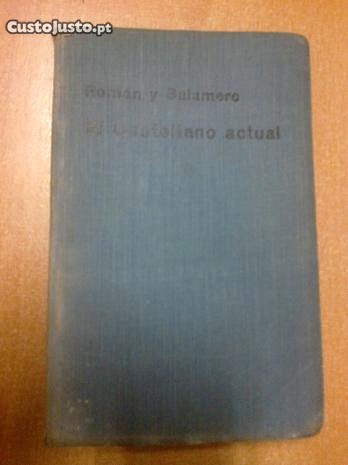 CustoJusto.pt
Román y Salamero
El Castellano actual